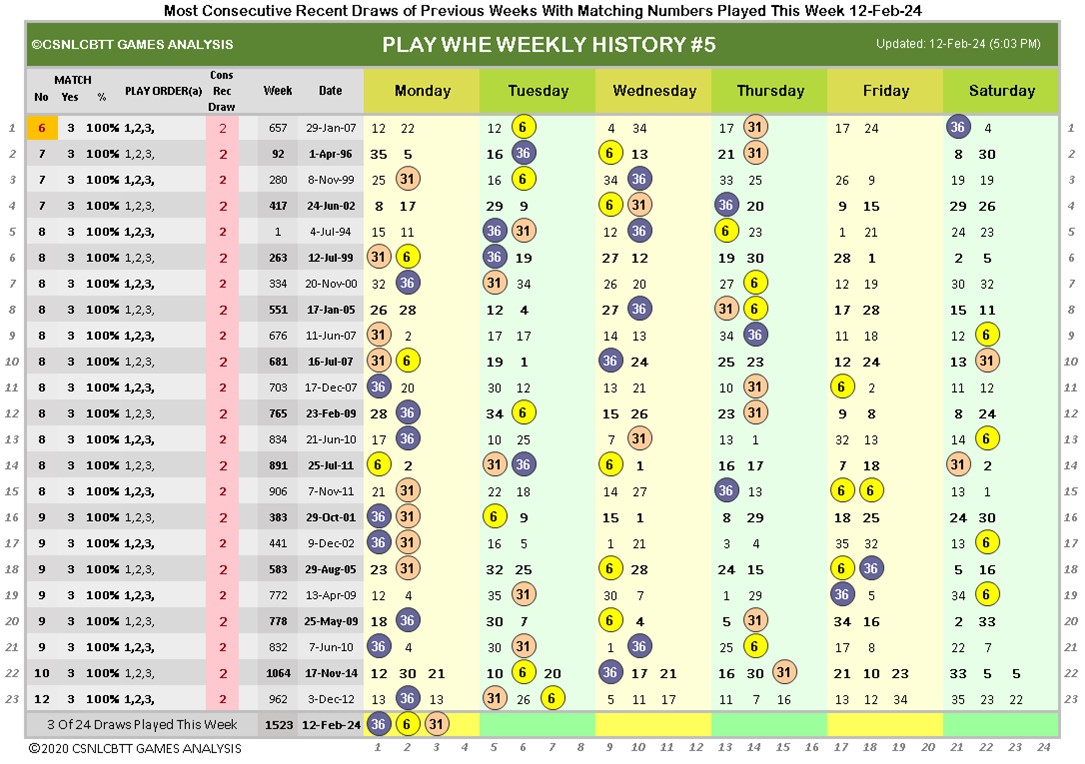 Most Consecutive Recent Draws of Previous Weeks With Matching Numbers Played This Week 12-Feb-24
©CSNLCBTT GAMES ANALYSIS PLAY WHE WEEKLY HISTORY #5 Updated: 12-Feb-24 (5:03 PM)
No MATCH Yes % PLAY ORDER(a) Cons Rec Draw Week Date Monday Tuesday Wednesday Thursday Friday Saturday
1 6 3 100% 1,2,3, 2 657 29-Jan-07 12 22 12 6 4 34 17 31 17 24 36 4 1
2 7 3 100% 1,2,3, 2 92 1-Apr-96 35 5 16 36 6 13 21 31 8 30 2
3 7 3 100% 1,2,3, 2 280 8-Nov-99 25 31 16 6 34 36 33 25 26 9 19 19 3
4 7 3 100% 1,2,3, 2 417 24-Jun-02 8 17 29 9 6 31 36 20 9 15 29 26 4
5 8 3 100% 1,2,3, 2 1 4-Jul-94 15 11 36 31 12 36 6 23 1 21 24 23 5
6 8 3 100% 1,2,3, 2 263 12-Jul-99 31 6 36 19 27 12 19 30 28 1 2 5 6
7 8 3 100% 1,2,3, 2 334 20-Nov-00 32 36 31 34 26 20 27 6 12 19 30 32 7
8 8 3 100% 1,2,3, 2 551 17-Jan-05 26 28 12 4 27 36 31 6 17 28 15 11 8
9 8 3 100% 1,2,3, 2 676 11-Jun-07 31 2 17 17 14 13 34 36 11 18 12 6 9
10 8 3 100% 1,2,3, 2 681 16-Jul-07 31 6 19 1 36 24 25 23 12 24 13 31 10
11 8 3 100% 1,2,3, 2 703 17-Dec-07 36 20 30 12 13 21 10 31 6 2 11 12 11
12 8 3 100% 1,2,3, 2 765 23-Feb-09 28 36 34 6 15 26 23 31 9 8 8 24 12
13 8 3 100% 1,2,3, 2 834 21-Jun-10 17 36 10 25 7 31 13 1 32 13 14 6 13
14 8 3 100% 1,2,3, 2 891 25-Jul-11 6 2 31 36 6 1 16 17 7 18 31 2 14
15 8 3 100% 1,2,3, 2 906 7-Nov-11 21 31 22 18 14 27 36 13 6 6 13 1 15
16 9 3 100% 1,2,3, 2 383 29-Oct-01 36 31 6 9 15 1 8 29 18 25 24 30 16
17 9 3 100% 1,2,3, 2 441 9-Dec-02 36 31 16 5 1 21 3 4 35 32 13 6 17
18 9 3 100% 1,2,3, 2 583 29-Aug-05 23 31 32 25 6 28 24 15 6 36 5 16 18
19 9 3 100% 1,2,3, 2 772 13-Apr-09 12 4 35 31 30 7 1 29 36 5 34 6 19
20 9 3 100% 1,2,3, 2 778 25-May-09 18 36 30 7 6 4 5 31 34 16 2 33 20
21 9 3 100% 1,2,3, 2 832 7-Jun-10 36 4 30 31 1 36 25 6 17 8 22 7 21
22 10 3 100% 1,2,3, 2 1064 17-Nov-14 12 30 21 10 6 20 36 17 21 16 30 31 21 10 23 33 5 5 22
23 12 3 100% 1,2,3, 2 962 3-Dec-12 13 36 13 31 26 6 5 11 17 11 7 16 13 12 34 35 23 22 23
3 Of 24 Draws Played This Week 1523 12-Feb-24 36 6 31
©2020 CSNLCBTT GAMES ANALYSIS 1 2 3 4 5 6 7 8 9 10 11 12 13 14 15 16 17 18 19 20 21 22 23 24